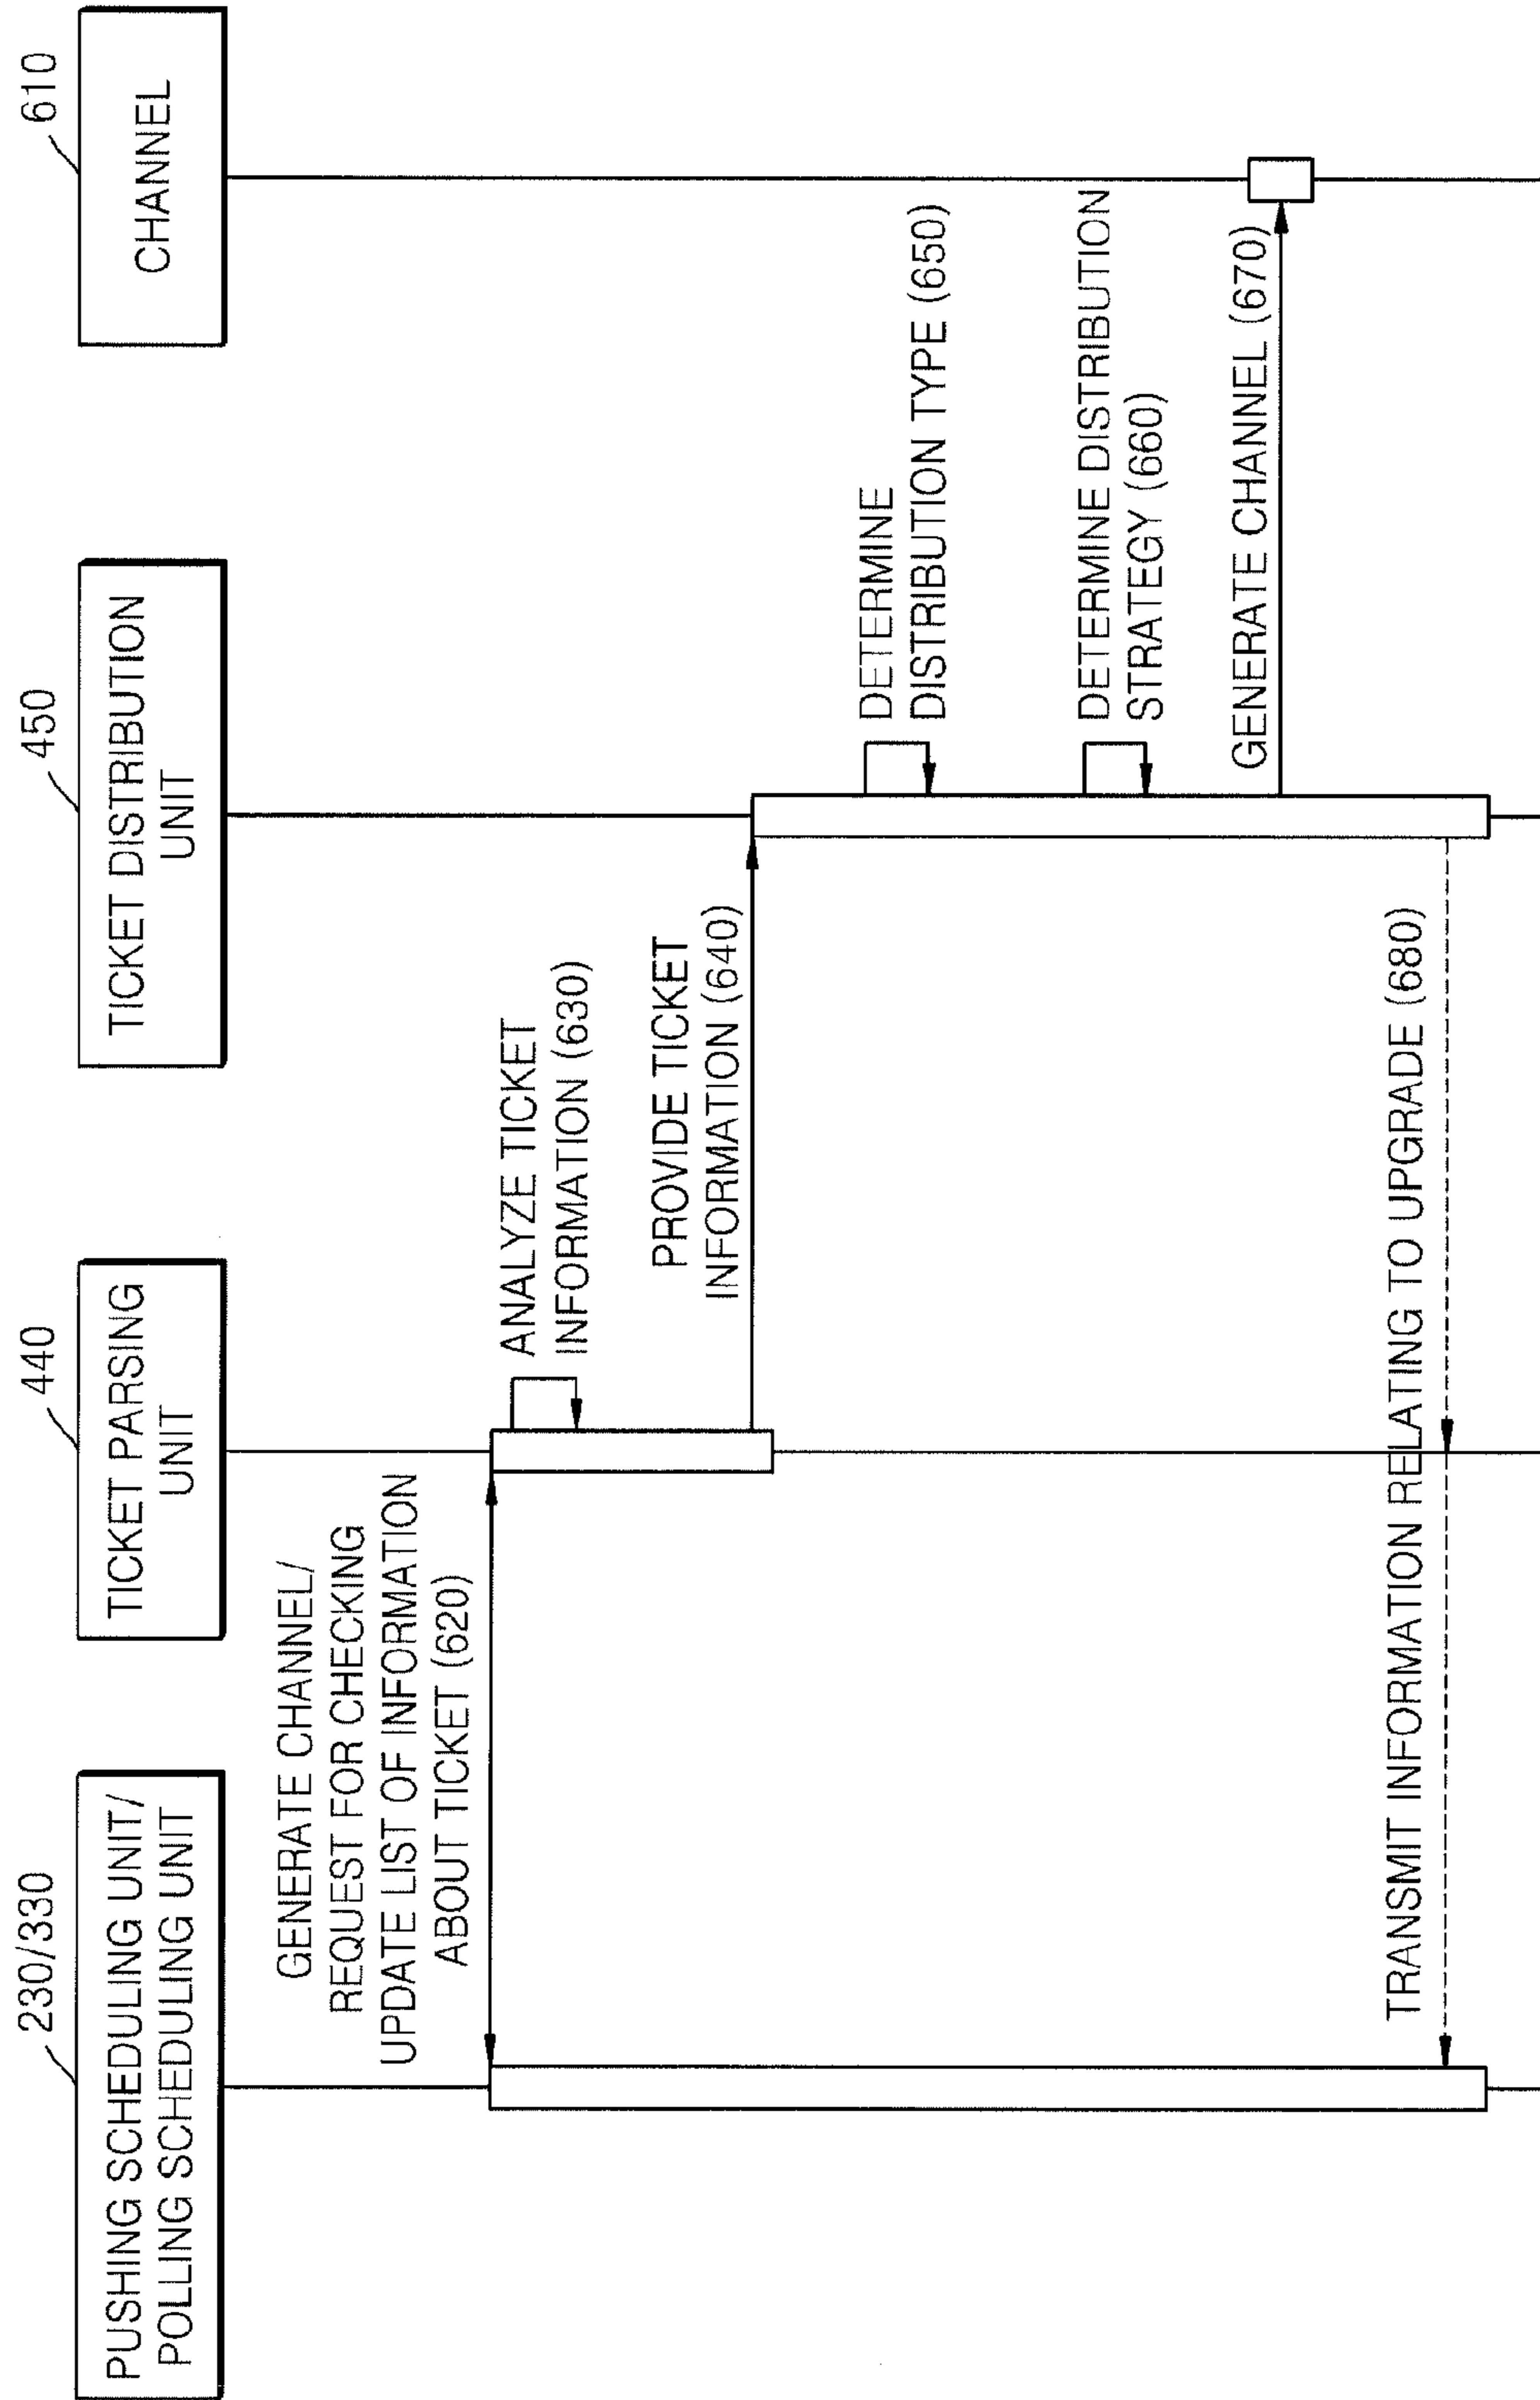 230/330
PUSHING SCHEDULING UNIT/
POLLING SCHEDULING UNIT
440
TICKET PARSING
UNIT
450
TICKET DISTRIBUTION
UNIT
610
CHANNEL
GENERATE CHANNEL/
REQUEST FOR CHECKING
UPDATE LIST OF INFORMATION
ABOUT TICKET (620)
ANALYZE TICKET
INFORMATION (630)
PROVIDE TICKET
INFORMATION (640)
DETERMINE
DISTRIBUTION TYPE (650)
DETERMINE DISTRIBUTION
STRATEGY (660)
GENERATE CHANNEL (670)
TRANSMIT INFORMATION RELATING TO UPGRADE (680)